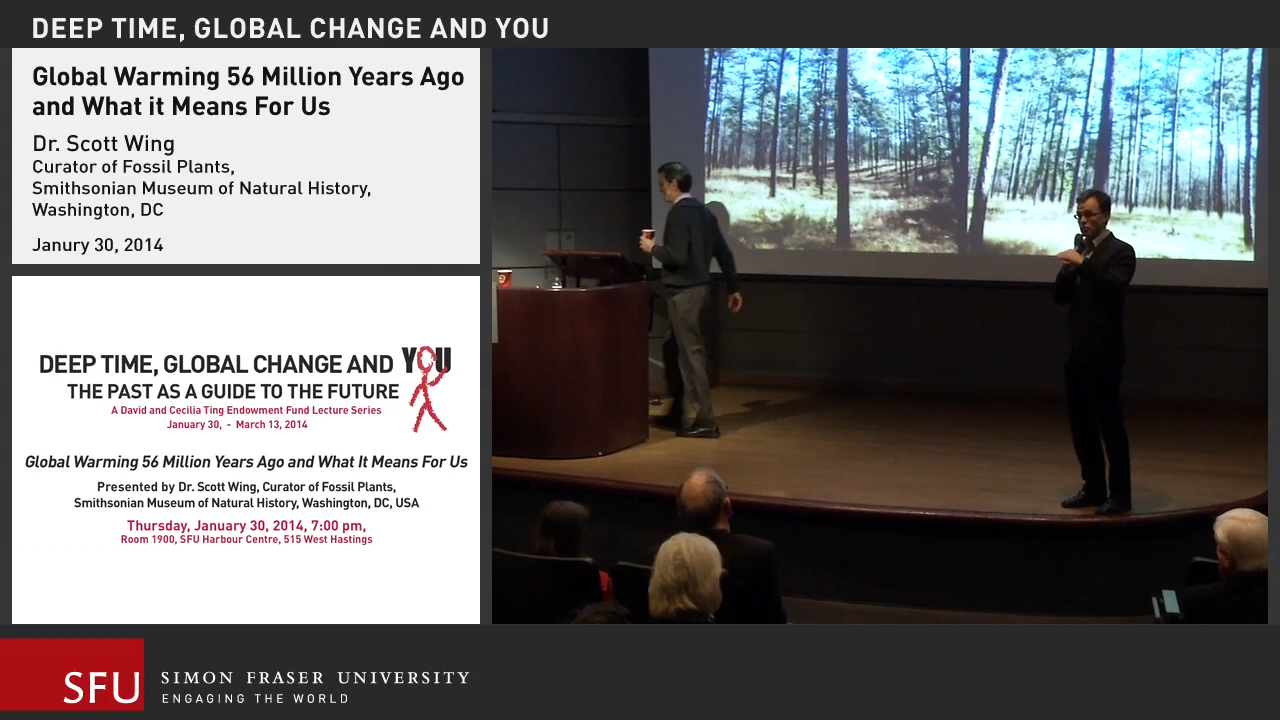 DEEP TIME, GLOBAL CHANGE AND YOU
Global Warming 56 Million Years Ago
and What it Means For Us
Dr. Scott Wing
Curator of Fossil Plants,
Smithsonian Museum of Natural History,
Washington, DC
Janury 30, 2014
DEEP TIME, GLOBAL CHANGE AND YOU
THE PAST AS A GUIDE TO THE FUTURE
A David and Cecilia Ting Endowment Fund Lecture Series
January 30, - March 13, 2014
Global Warming 56 Million Years Ago and What It Means For Us
Presented by Dr. Scott Wing, Curator of Fossil Plants,
Smithsonian Museum of Natural History, Washington, DC, USA
Thursday, January 30, 2014, 7:00 pm,
Room 1900, SFU Harbour Centre, 515 West Hastings
SFU
SIMON FRASER UNIVERSITY
ENGAGING THE WORLD